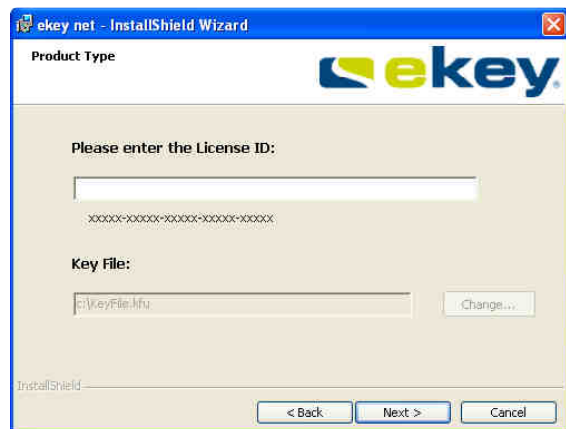 ekey net - InstallShield Wizard
Product Type
ekey
Please enter the License ID:
xxxxx-xxxxx-xxxxx-xxxxx-xxxxx
Key File:
c:\KeyFile.kfu
Change...
InstallShield
< Back
Next >
Cancel